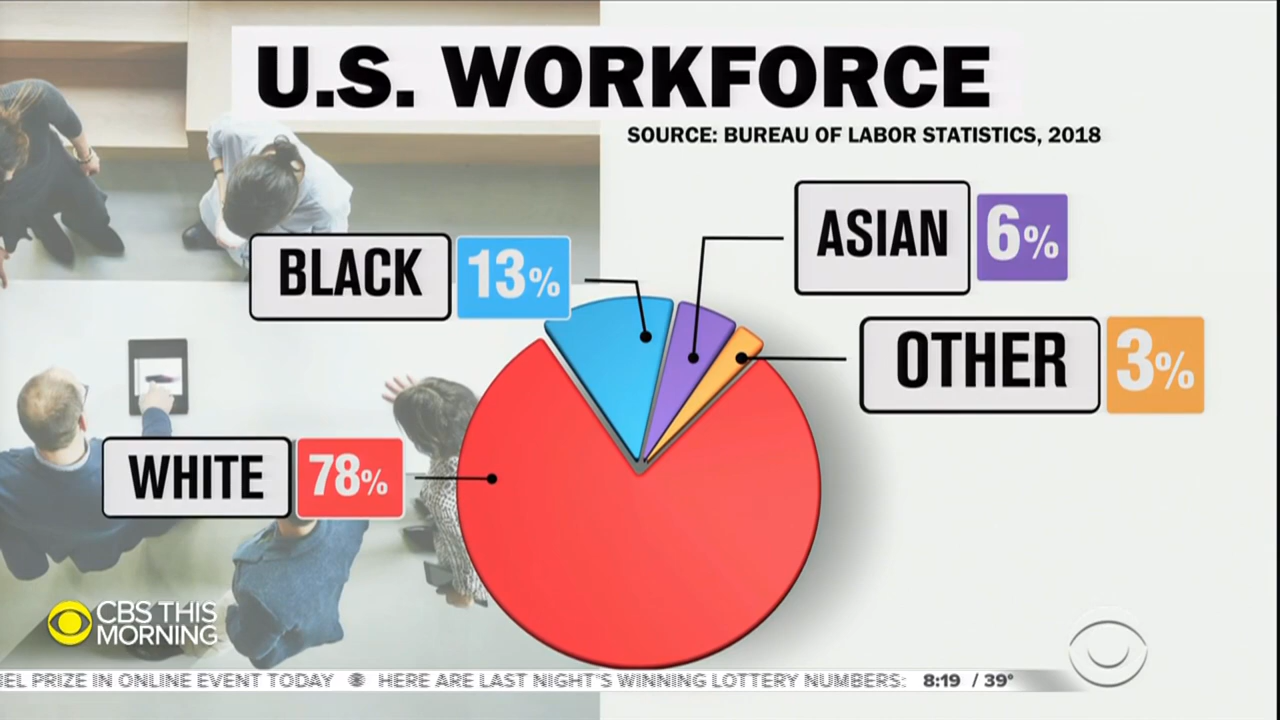 U.S. WORKFORCE
SOURCE: BUREAU OF LABOR STATISTICS, 2018
ASIAN 6%
BLACK 13%
OTHER 3%
WHITE 78%
CBS THIS
MORNING
PRIZE IN ONLINE EVENT TODAY HERE ARE LAST NIGHT'S WINNING LOTTERY NUMBERS: 8:19 / 39°